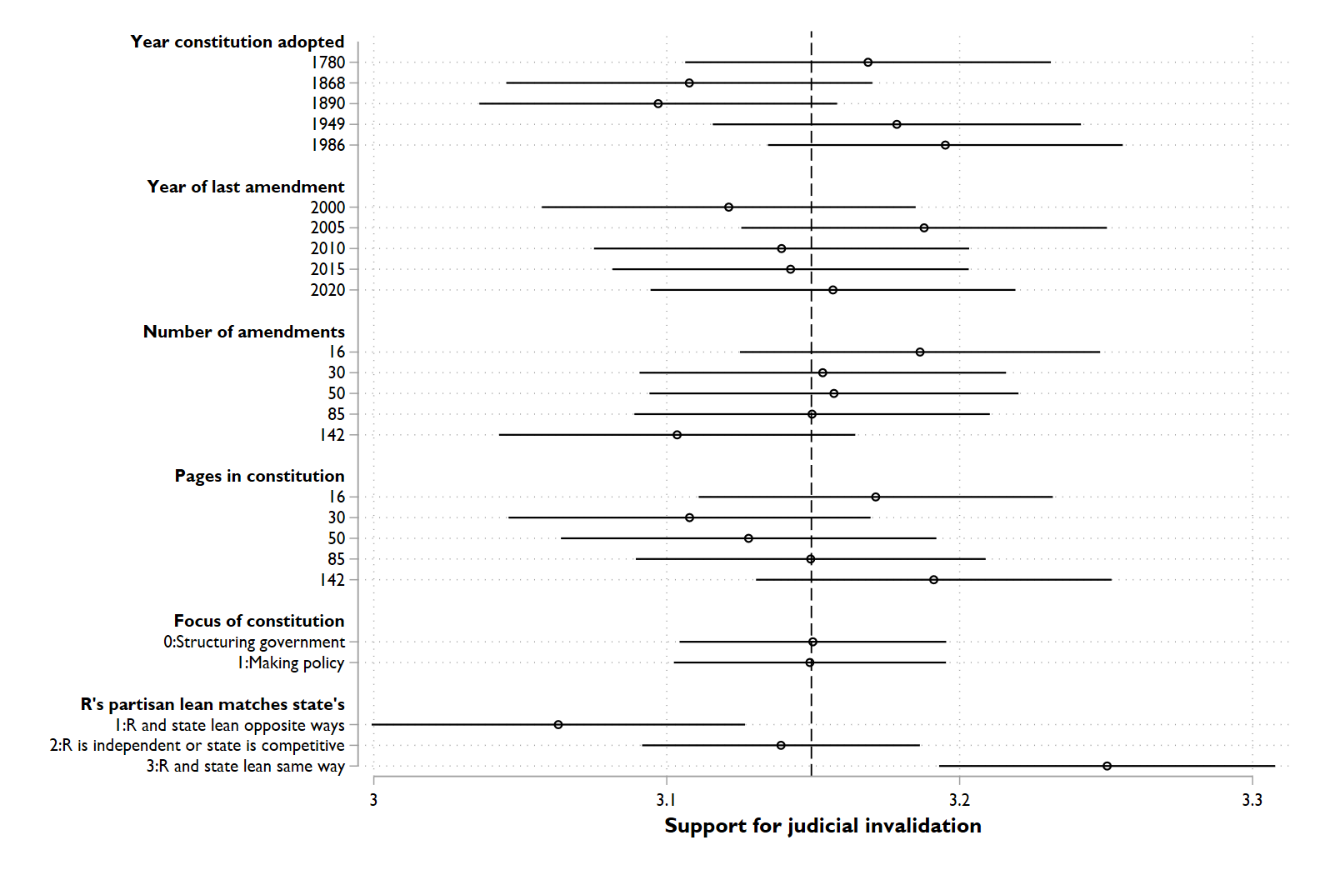 Year constitution adopted
1780
1868
1890
1949
1986
Year of last amendment
2000
2005
2010
2015
2020
Number of amendments
16
30
50
85
142
Pages in constitution
16
30
50
85
142
Focus of constitution
0:Structuring government
1:Making policy
R's partisan lean matches state's
1:R and state lean opposite ways
2:R is independent or state is competitive
3:R and state lean same way
3 3.1 3.2 3.3
Support for judicial invalidation